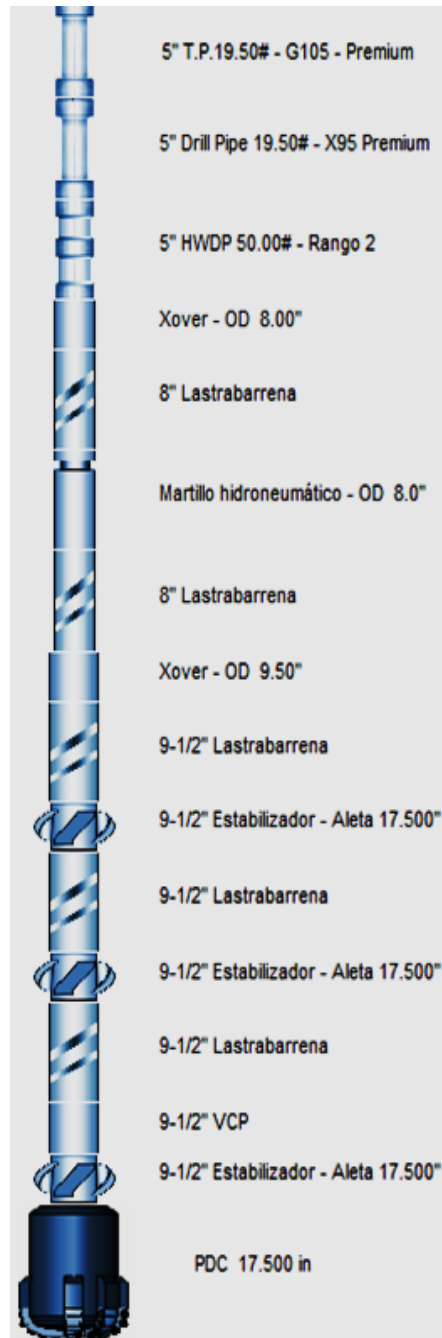 5" T.P.19.50# - G105 - Premium
5" Drill Pipe 19.50# - X95 Premium
5" HWDP 50.00# - Rango 2
Xover - OD 8.00"
8" Lastrabarrena
Martillo hidroneumático - OD 8.0"
8" Lastrabarrena
Xover - OD 9.50"
9-1/2" Lastrabarrena
9-1/2" Estabilizador - Aleta 17.500"
9-1/2" Lastrabarrena
9-1/2" Estabilizador - Aleta 17.500"
9-1/2" Lastrabarrena
9-1/2" VCP
9-1/2" Estabilizador - Aleta 17.500"
PDC 17.500 in